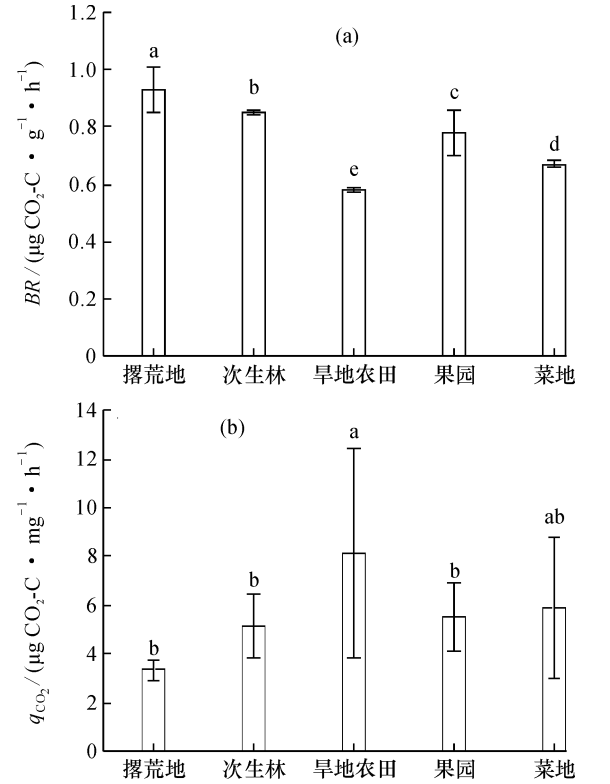 (a)
BR/(μg CO₂-C · g⁻¹ · h⁻¹)
1.2
1.0
0.8
0.6
0.4
0.2
0
a
b
e
c
d
撂荒地 次生林 旱地农田 果园 菜地
(b)
q_CO₂/(μg CO₂-C · mg⁻¹ · h⁻¹)
14
12
10
8
6
4
2
0
b
b
a
b
ab
撂荒地 次生林 旱地农田 果园 菜地